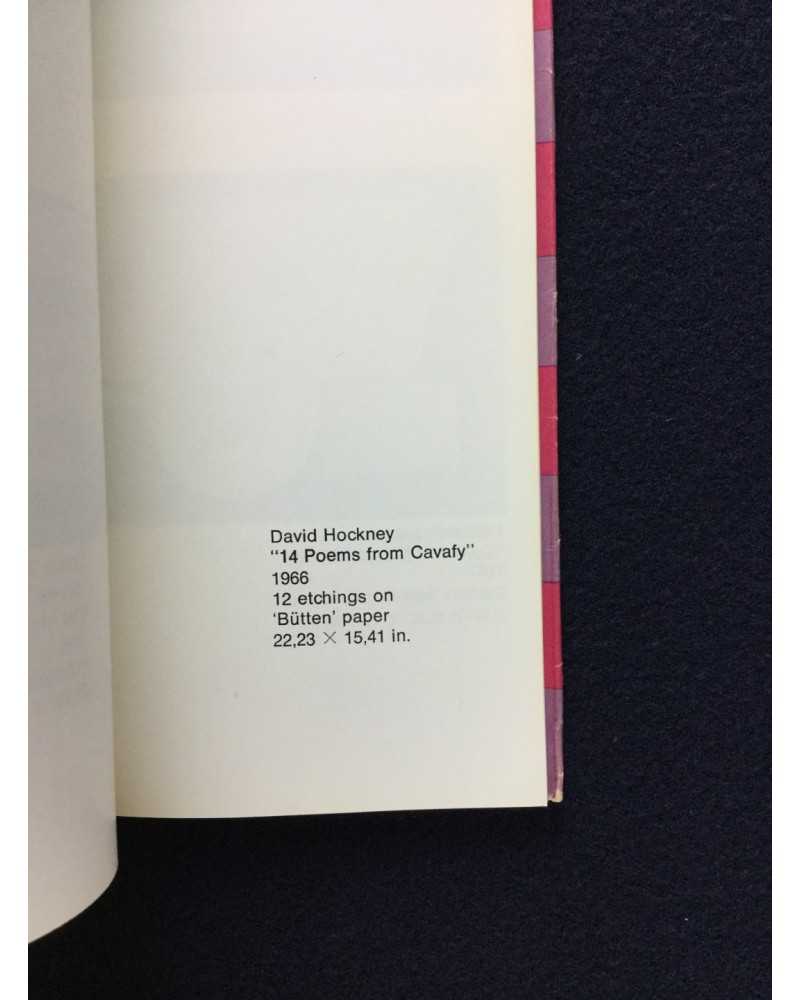 David Hockney
“14 Poems from Cavafy”
1966
12 etchings on
‘Bütten’ paper
22,23 × 15,41 in.